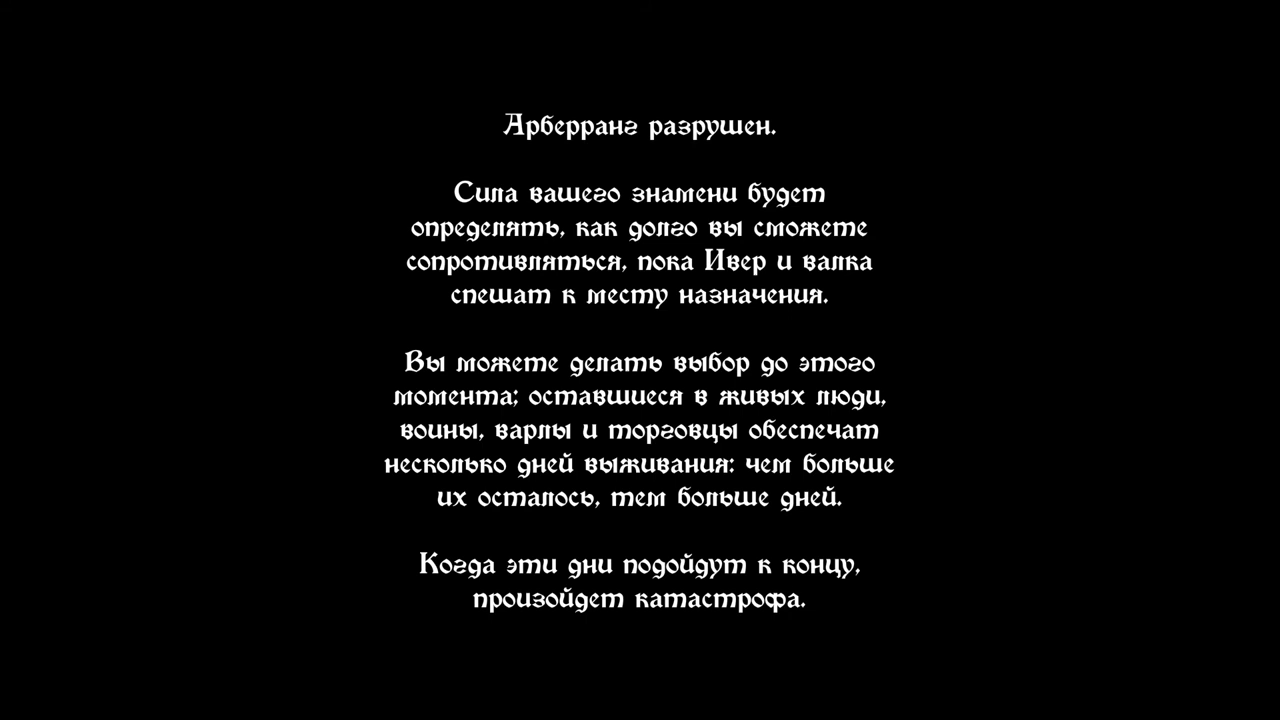 Арберранг разрушен.
Сила вашего знамени будет
определять, как долго вы сможете
сопротивляться, пока Ивер и валка
спешат к месту назначения.
Вы можете делать выбор до этого
момента; оставшиеся в живых люди,
воины, варлы и торговцы обеспечат
несколько дней выживания: чем больше
их осталось, тем больше дней.
Когда эти дни подойдут к концу,
произойдет катастрофа.